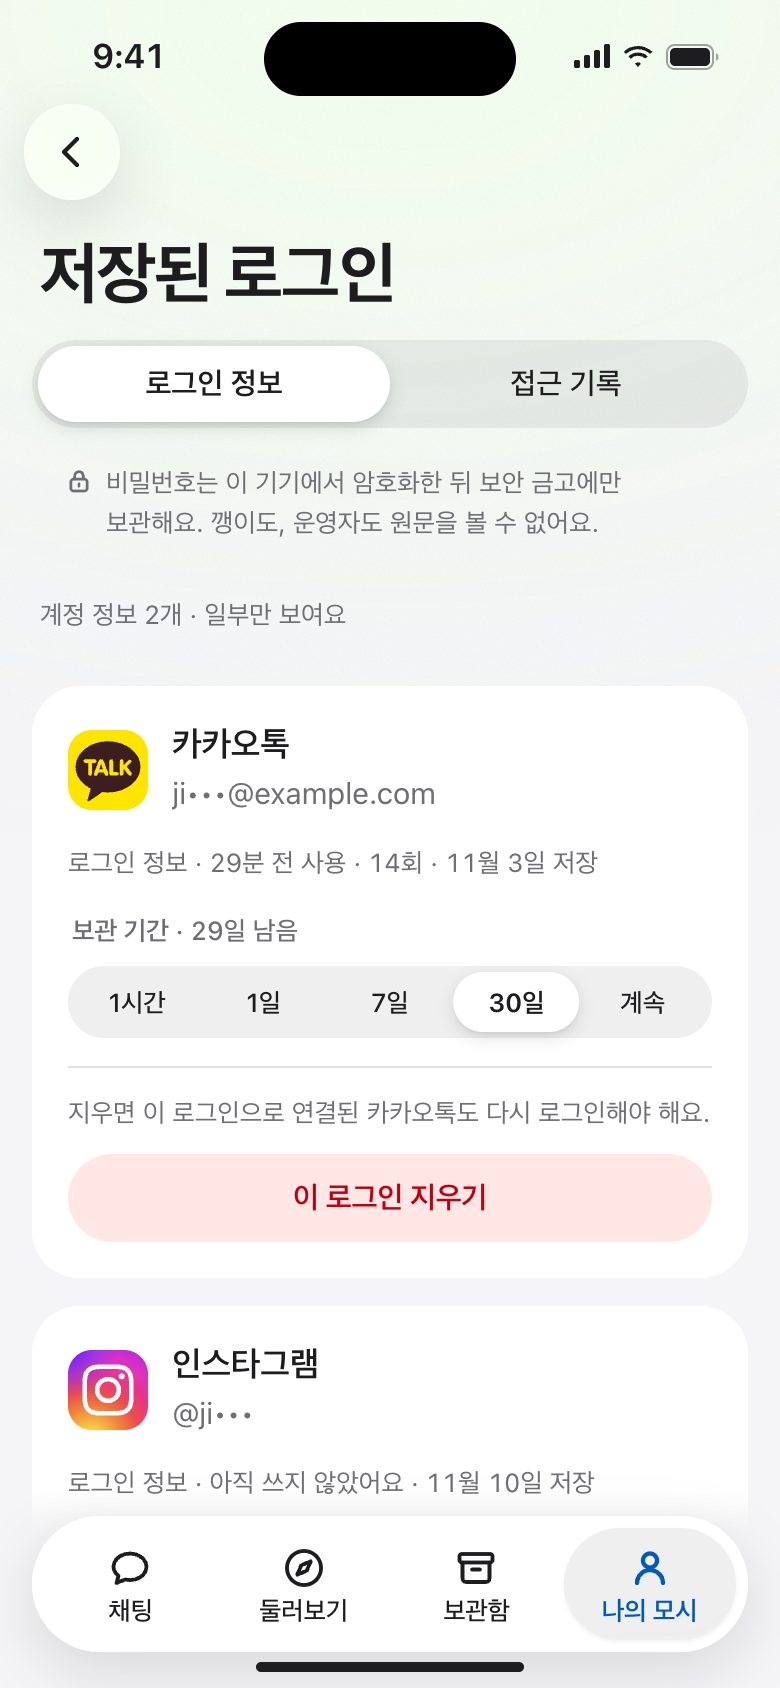 9:41
저장된 로그인
로그인 정보
접근 기록
비밀번호는 이 기기에서 암호화한 뒤 보안 금고에만
보관해요. 깽이도, 운영자도 원문을 볼 수 없어요.
계정 정보 2개 · 일부만 보여요
TALK
카카오톡
ji•••@example.com
로그인 정보 · 29분 전 사용 · 14회 · 11월 3일 저장
보관 기간 · 29일 남음
1시간
1일
7일
30일
계속
지우면 이 로그인으로 연결된 카카오톡도 다시 로그인해야 해요.
이 로그인 지우기
인스타그램
@ji•••
로그인 정보 · 아직 쓰지 않았어요 · 11월 10일 저장
채팅
둘러보기
보관함
나의 모시